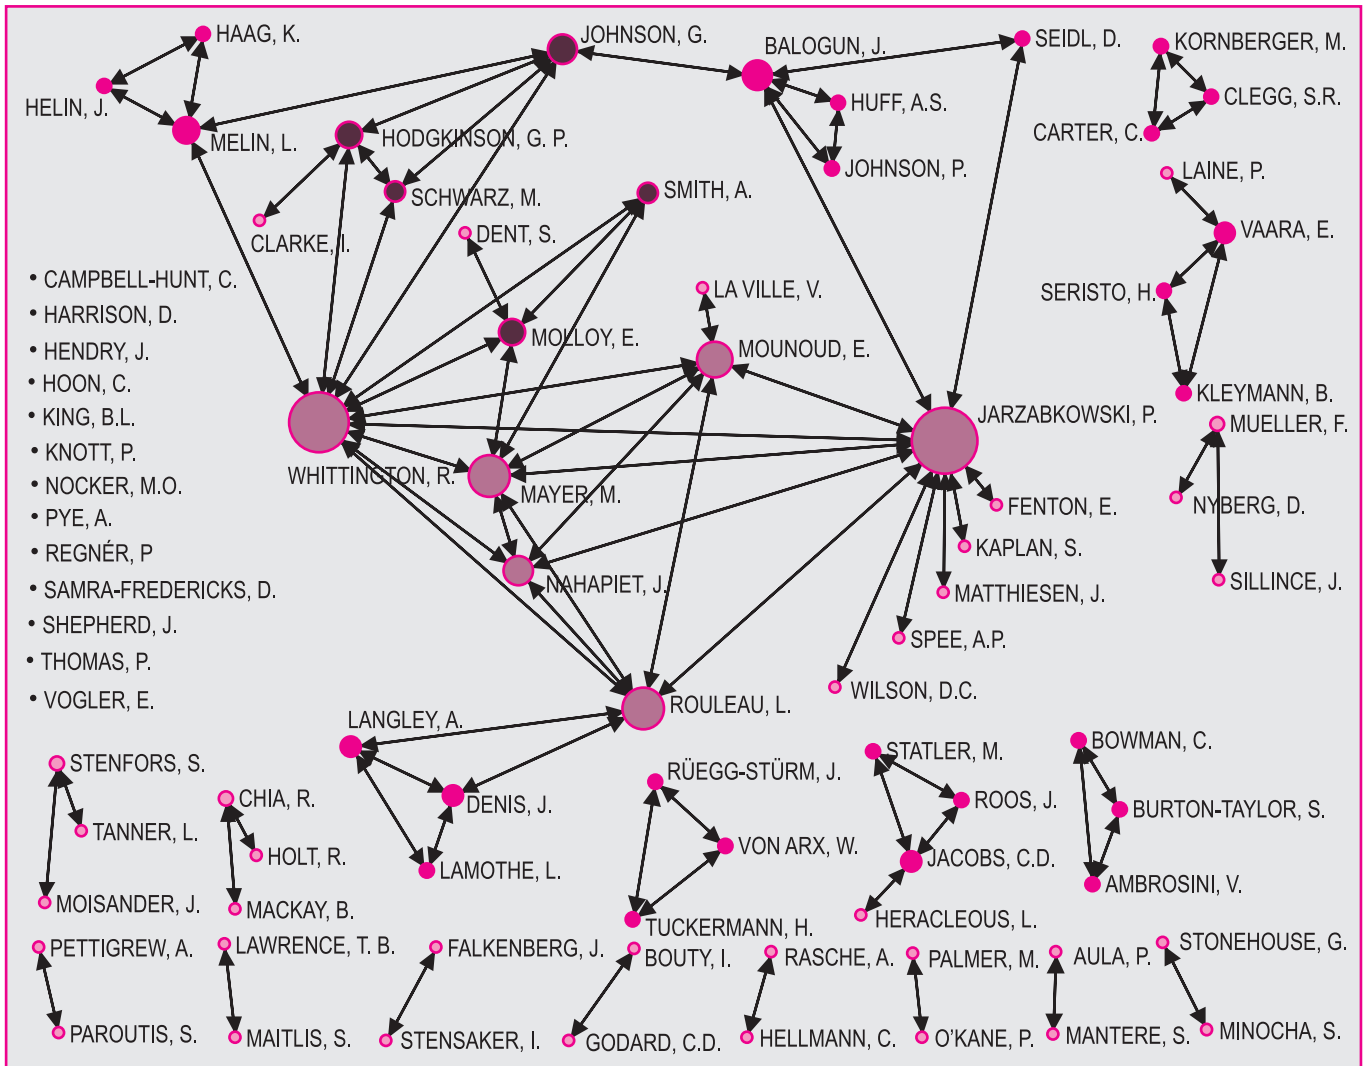 HAAG, K.
JOHNSON, G.
BALOGUN, J.
SEIDL, D.
KORNBERGER, M.
HELIN, J.
MELIN, L.
HODGKINSON, G. P.
HUFF, A.S.
CLEGG, S.R.
CARTER, C.
JOHNSON, P.
LAINE, P.
SCHWARZ, M.
SMITH, A.
CLARKE, I.
DENT, S.
VAARA, E.
• CAMPBELL-HUNT, C.
• HARRISON, D.
• HENDRY, J.
• HOON, C.
• KING, B.L.
• KNOTT, P.
• NOCKER, M.O.
• PYE, A.
• REGNÉR, P
• SAMRA-FREDERICKS, D.
• SHEPHERD, J.
• THOMAS, P.
• VOGLER, E.
LA VILLE, V.
SERISTO, H.
MOLLOY, E.
MOUNOUD, E.
KLEYMANN, B.
JARZABKOWSKI, P.
MUELLER, F.
WHITTINGTON, R.
MAYER, M.
FENTON, E.
NYBERG, D.
KAPLAN, S.
NAHAPIET, J.
MATTHIESEN, J.
SILLINCE, J.
SPEE, A.P.
WILSON, D.C.
ROULEAU, L.
LANGLEY, A.
STENFORS, S.
RÜEGG-STÜRM, J.
STATLER, M.
BOWMAN, C.
CHIA, R.
DENIS, J.
ROOS, J.
BURTON-TAYLOR, S.
TANNER, L.
HOLT, R.
VON ARX, W.
LAMOTHE, L.
JACOBS, C.D.
AMBROSINI, V.
MOISANDER, J.
MACKAY, B.
TUCKERMANN, H.
HERACLEOUS, L.
PETTIGREW, A.
LAWRENCE, T. B.
FALKENBERG, J.
BOUTY, I.
RASCHE, A.
PALMER, M.
AULA, P.
STONEHOUSE, G.
PAROUTIS, S.
MAITLIS, S.
STENSAKER, I.
GODARD, C.D.
HELLMANN, C.
O'KANE, P.
MANTERE, S.
MINOCHA, S.